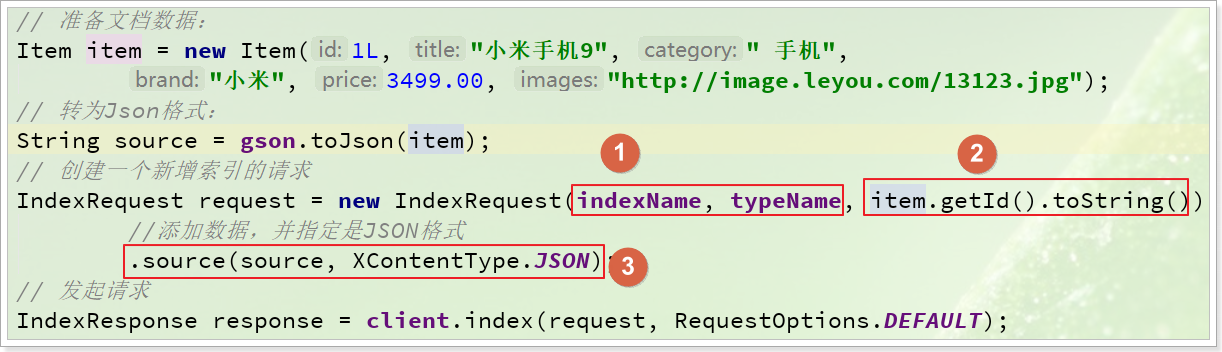 // 准备文档数据：
Item item = new Item( id: 1L,  title: "小米手机9",  category: " 手机",
brand: "小米",  price: 3499.00,  images: "http://image.leyou.com/13123.jpg");
// 转为Json格式：
String source = gson.toJson(item);
1 2
// 创建一个新增索引的请求
IndexRequest request = new IndexRequest(indexName, typeName, item.getId().toString())
//添加数据，并指定是JSON格式
.source(source, XContentType.JSON); 3
// 发起请求
IndexResponse response = client.index(request, RequestOptions.DEFAULT);